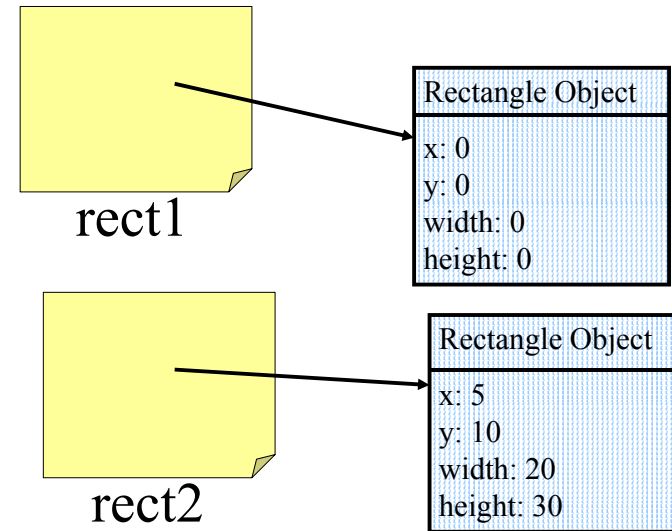 Rectangle Object
x: 0
y: 0
width: 0
height: 0
rect1
Rectangle Object
x: 5
y: 10
width: 20
height: 30
rect2